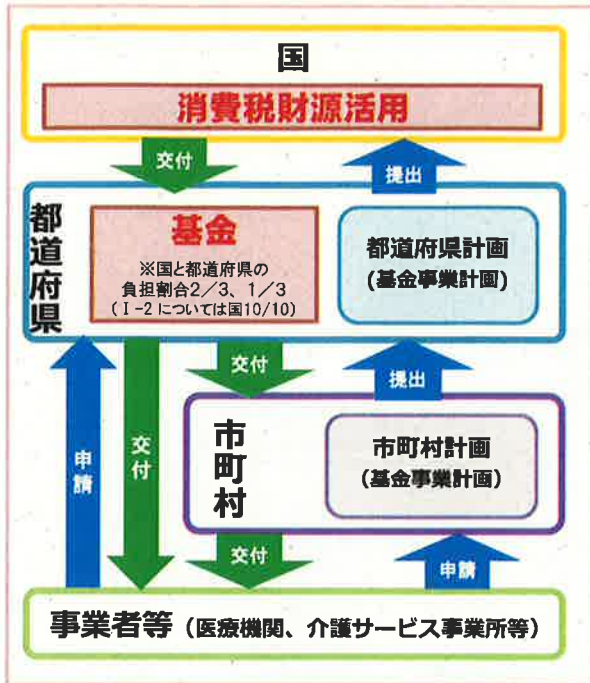 国
消費税財源活用
交付
提出
都道府県
基金
※国と都道府県の
負担割合2/3、1/3
(Ⅰ-2については国10/10)
都道府県計画
(基金事業計画)
交付
提出
申請
交付
市町村
市町村計画
(基金事業計画)
交付
申請
事業者等(医療機関、介護サービス事業所等)